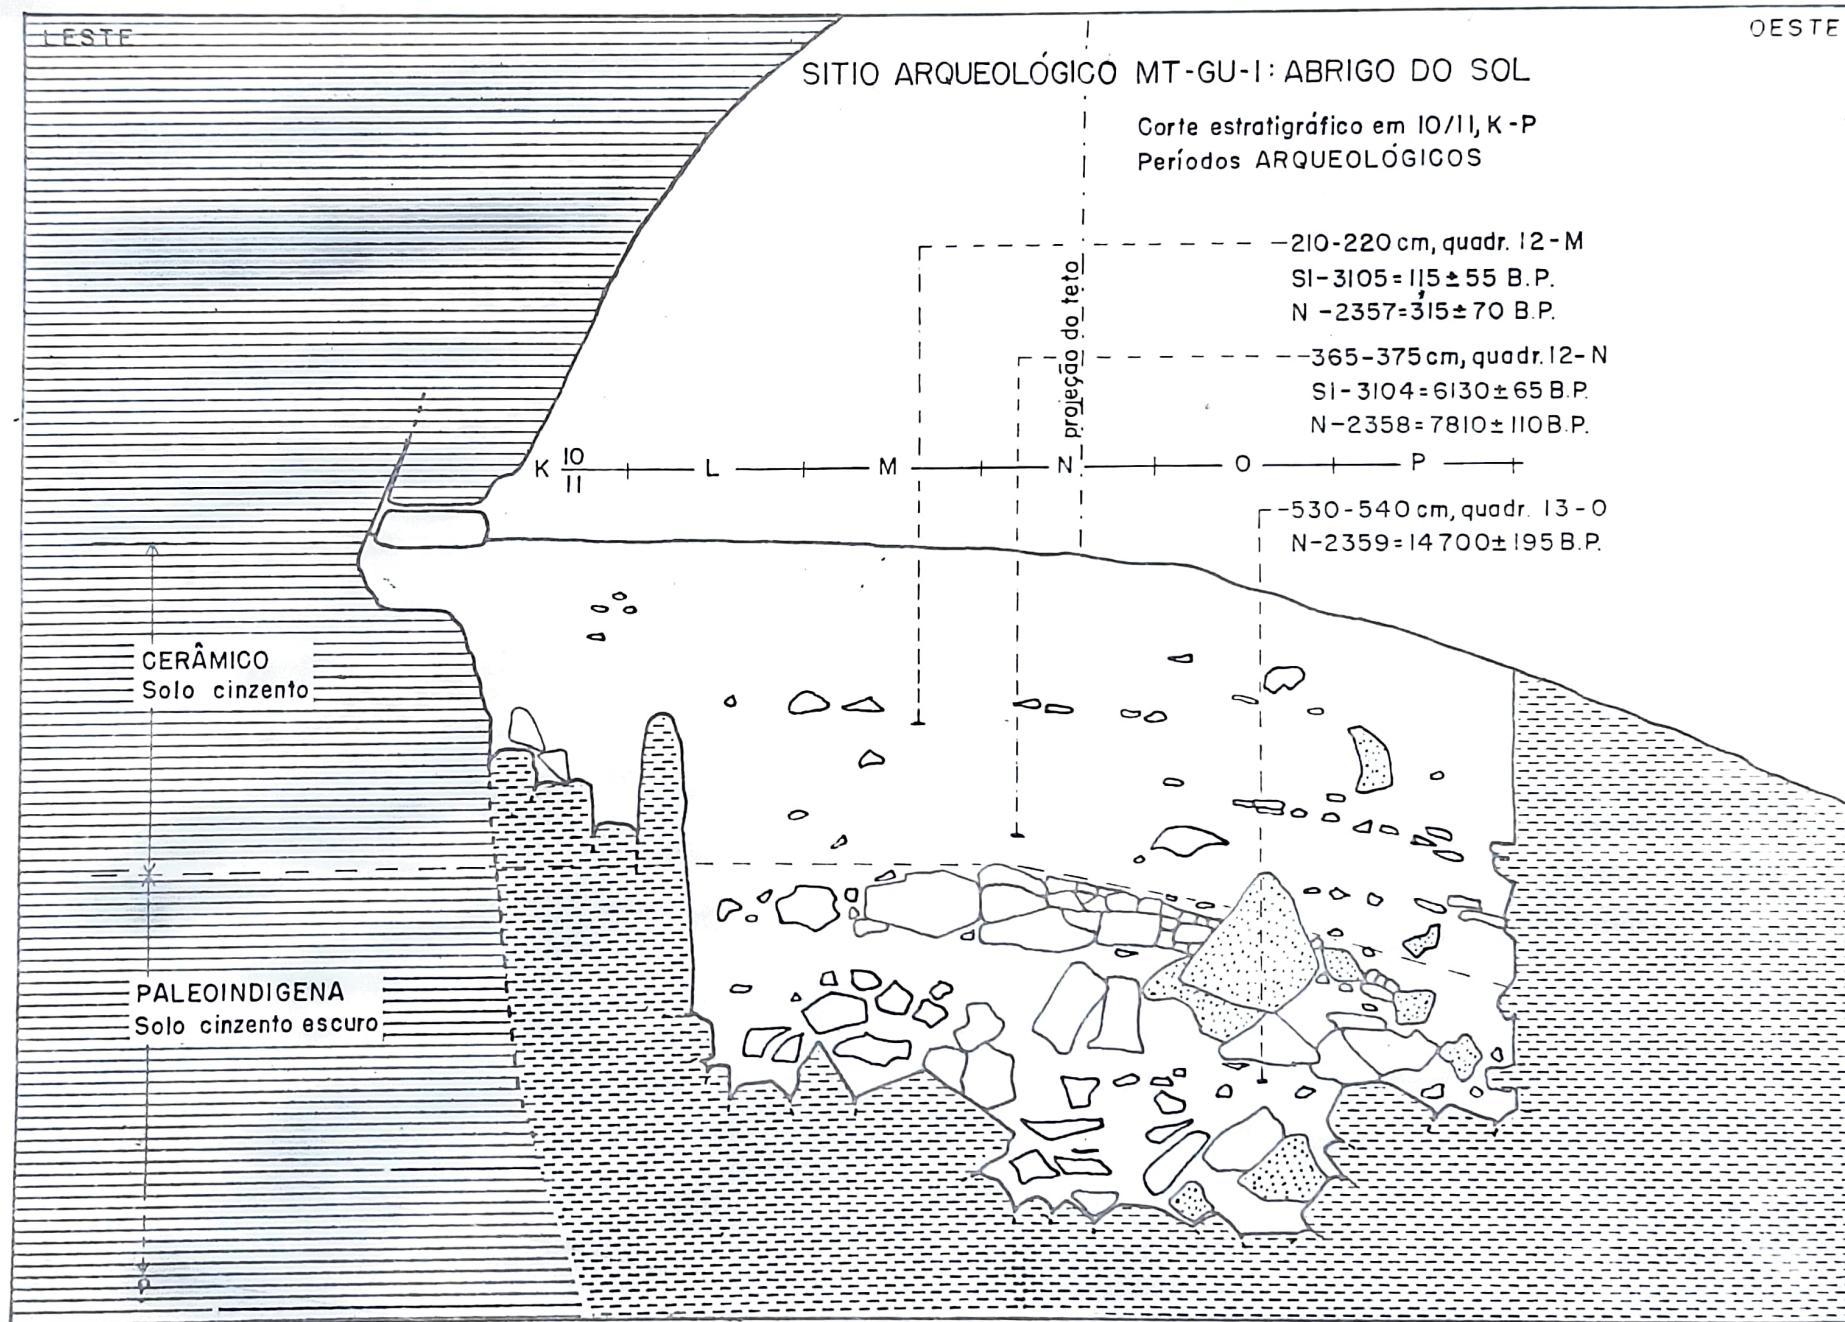 LESTE
OESTE
SITIO ARQUEOLÓGICO MT-GU-1: ABRIGO DO SOL
Corte estratigráfico em 10/11, K-P
Períodos ARQUEOLÓGICOS
210-220 cm, quadr. 12-M
SI-3105=115±55 B.P.
N-2357=315±70 B.P.
projeção do teto
365-375 cm, quadr. 12-N
SI-3104=6130±65 B.P.
N-2358=7810±110 B.P.
K 10/11 L M N O P
530-540 cm, quadr. 13-O
N-2359=14700±195 B.P.
CERÂMICO
Solo cinzento
PALEOINDIGENA
Solo cinzento escuro
?